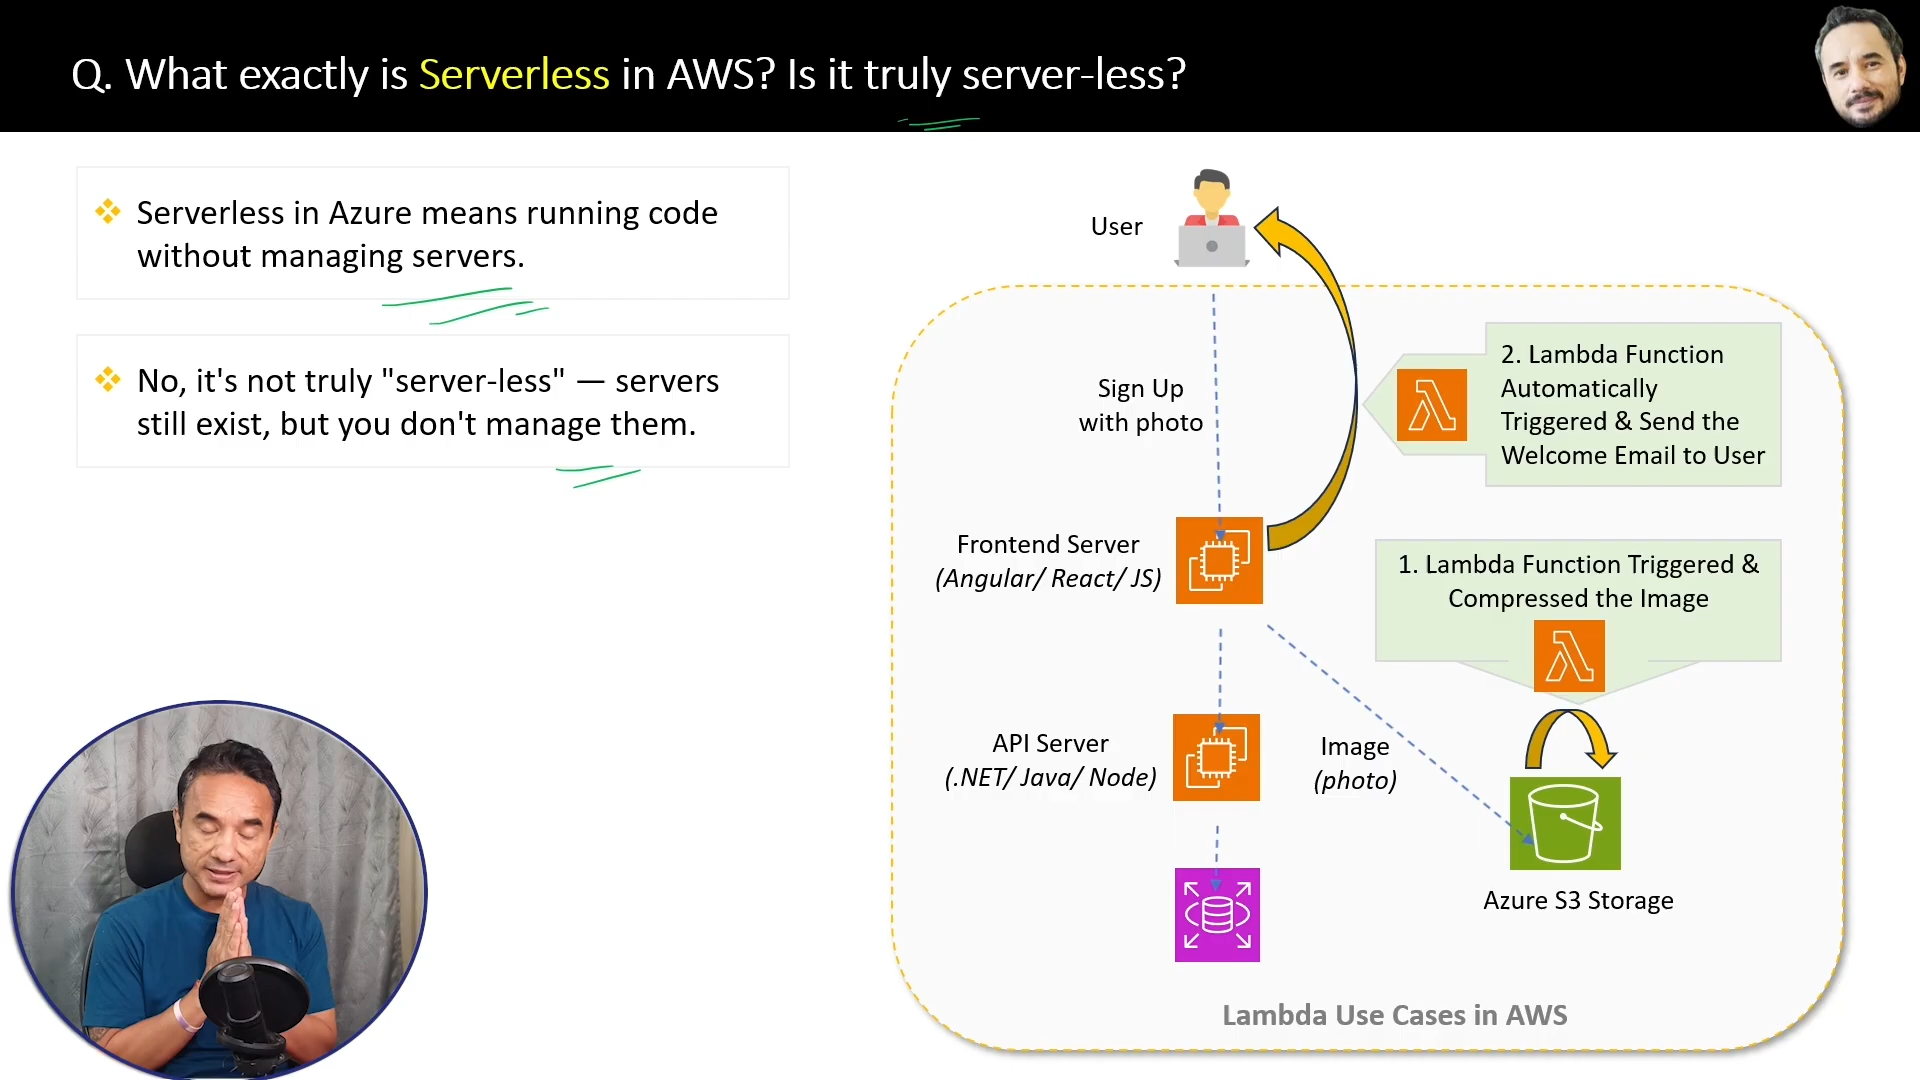 Q. What exactly is Serverless in AWS? Is it truly server-less?
Serverless in Azure means running code
without managing servers.
No, it's not truly "server-less" — servers
still exist, but you don't manage them.
User
Sign Up
with photo
2. Lambda Function
Automatically
Triggered & Send the
Welcome Email to User
Frontend Server
(Angular/ React/ JS)
1. Lambda Function Triggered &
Compressed the Image
API Server
(.NET/ Java/ Node)
Image
(photo)
Azure S3 Storage
Lambda Use Cases in AWS